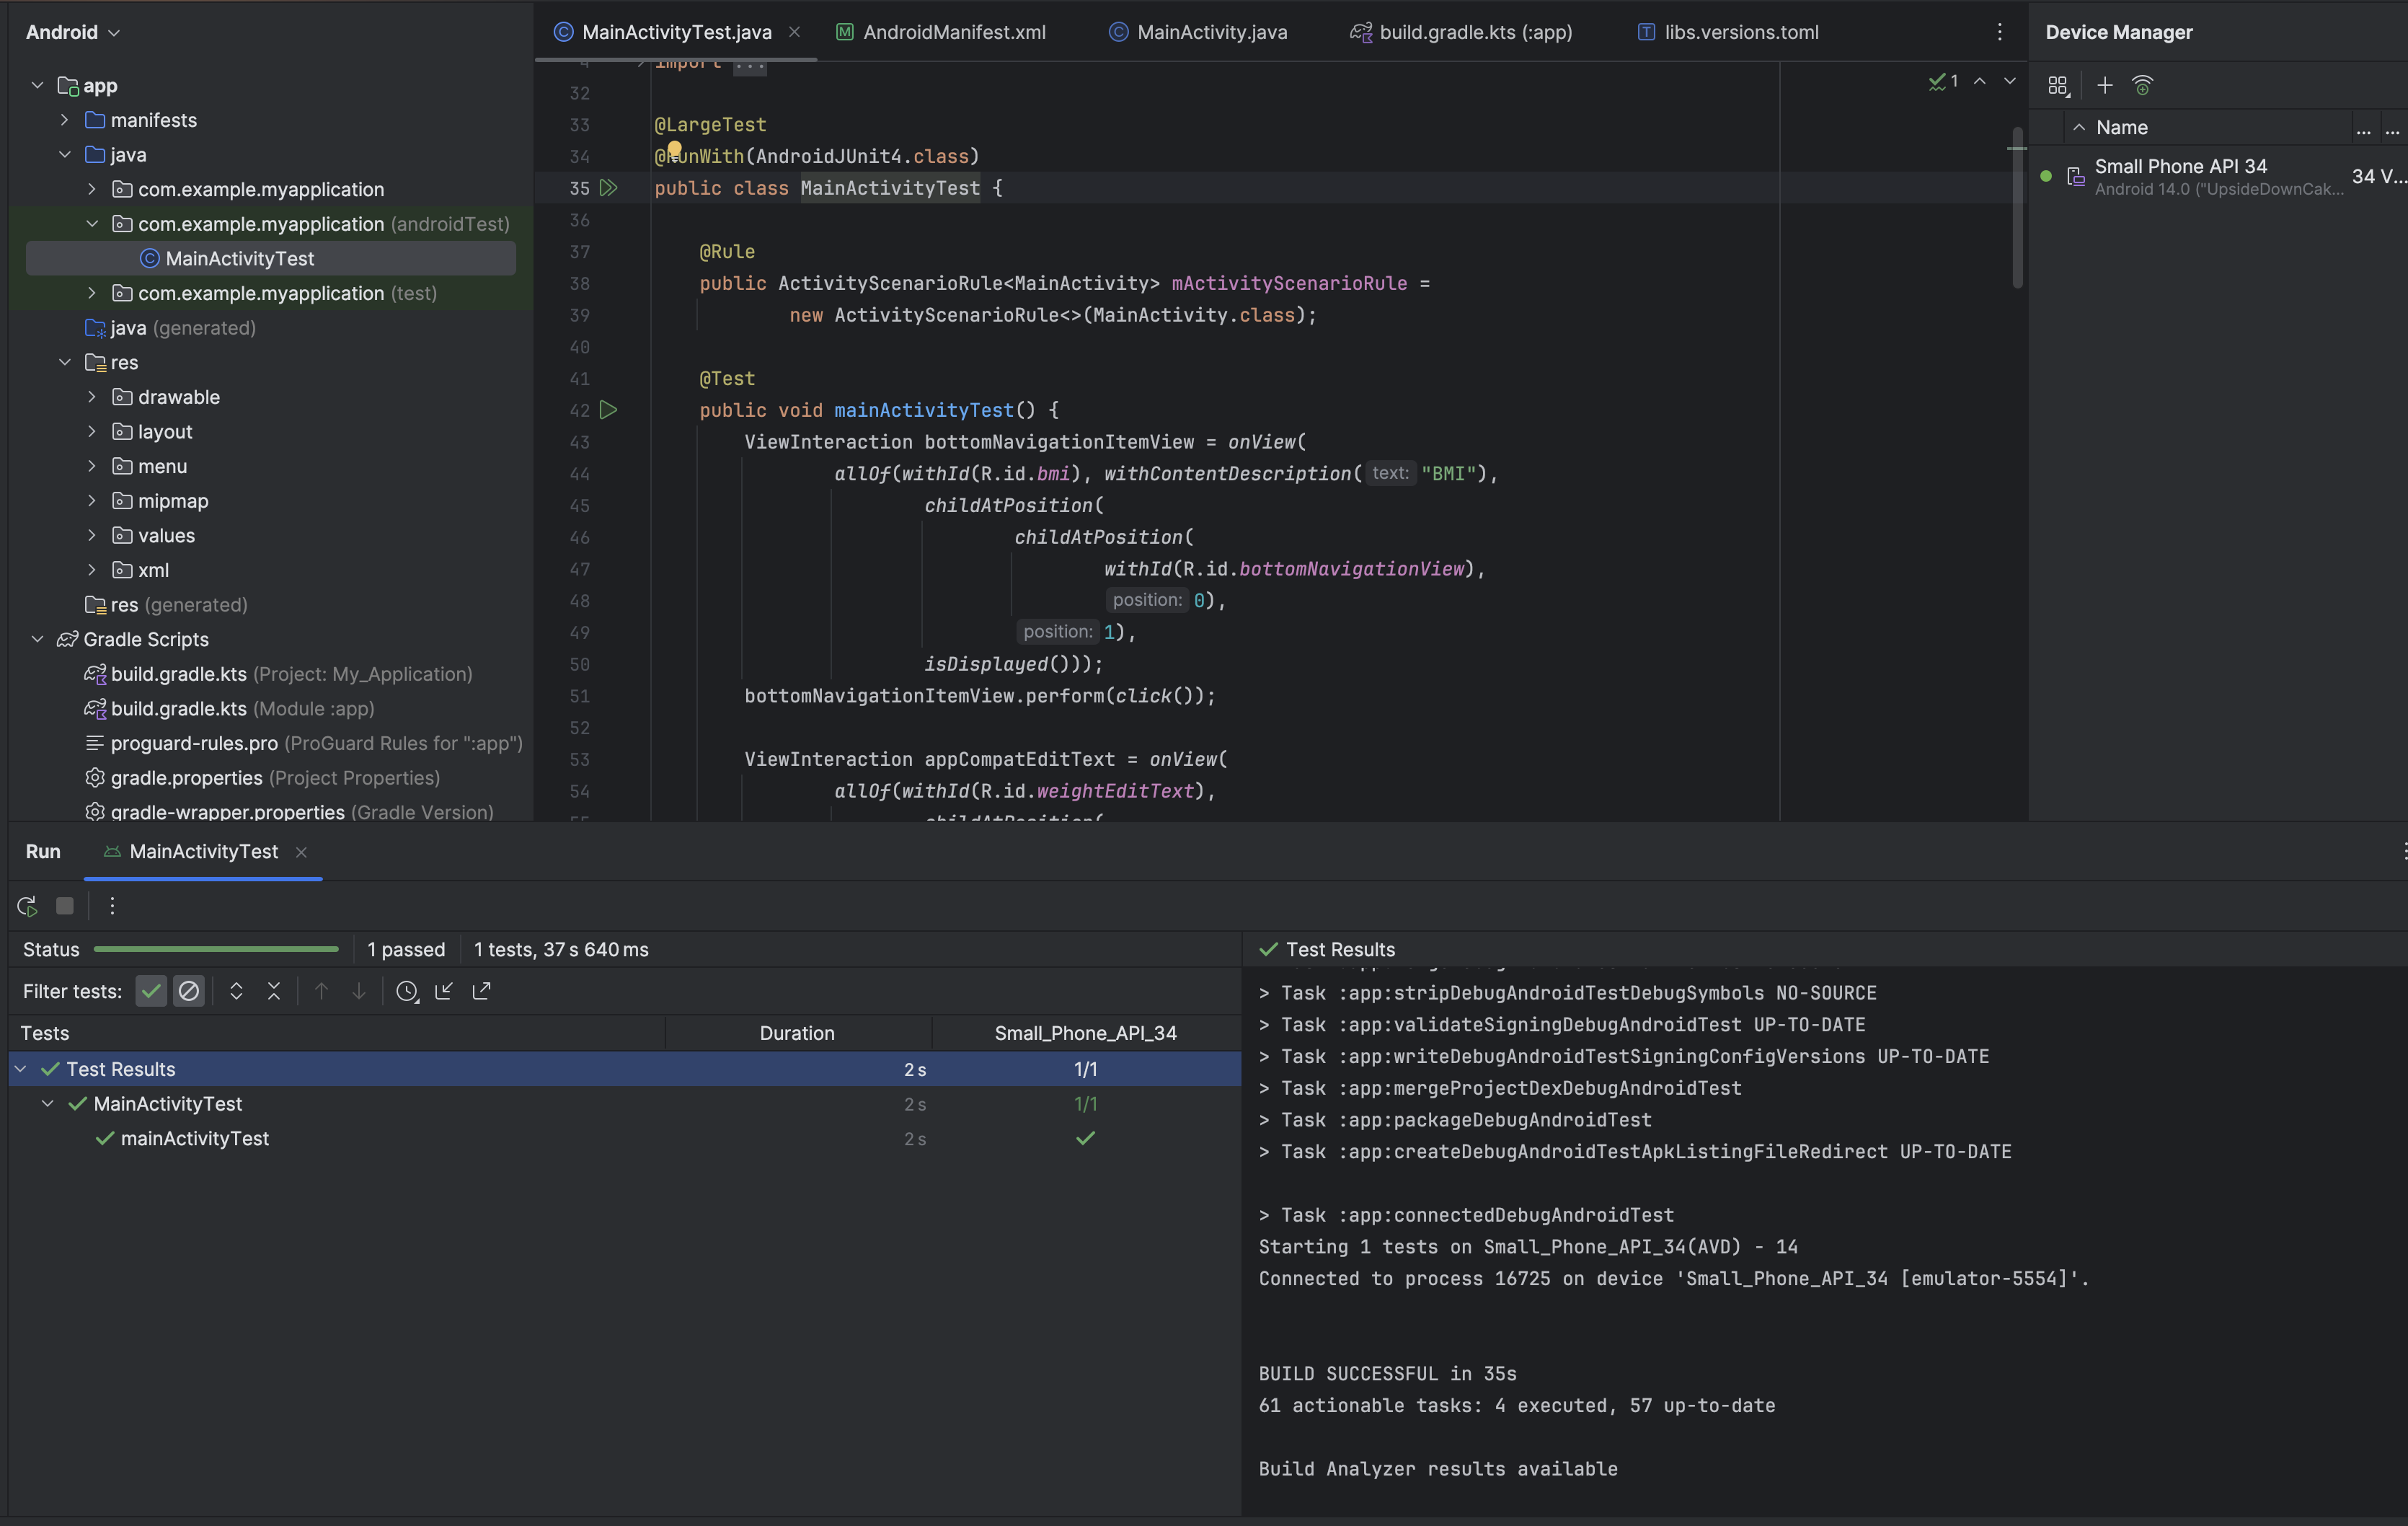 Android
MainActivityTest.java
AndroidManifest.xml
MainActivity.java
build.gradle.kts (:app)
libs.versions.toml
Device Manager
app
manifests
java
com.example.myapplication
com.example.myapplication (androidTest)
MainActivityTest
com.example.myapplication (test)
java (generated)
res
drawable
layout
menu
mipmap
values
xml
res (generated)
Gradle Scripts
build.gradle.kts (Project: My_Application)
build.gradle.kts (Module :app)
proguard-rules.pro (ProGuard Rules for ":app")
gradle.properties (Project Properties)
gradle-wrapper.properties (Gradle Version)
4 import ...
32
33 @LargeTest
34 @RunWith(AndroidJUnit4.class)
35 public class MainActivityTest {
36
37 @Rule
38 public ActivityScenarioRule<MainActivity> mActivityScenarioRule =
39 new ActivityScenarioRule<>(MainActivity.class);
40
41 @Test
42 public void mainActivityTest() {
43 ViewInteraction bottomNavigationItemView = onView(
44 allOf(withId(R.id.bmi), withContentDescription( text: "BMI"),
45 childAtPosition(
46 childAtPosition(
47 withId(R.id.bottomNavigationView),
48 position: 0),
49 position: 1),
50 isDisplayed()));
51 bottomNavigationItemView.perform(click());
52
53 ViewInteraction appCompatEditText = onView(
54 allOf(withId(R.id.weightEditText),
55 childAtPosition(
1
Name
... ...
Small Phone API 34
Android 14.0 ("UpsideDownCak...
34 V...
Run
MainActivityTest
Status
1 passed
1 tests, 37 s 640 ms
Filter tests:
Tests Duration Small_Phone_API_34
Test Results 2 s 1/1
MainActivityTest 2 s 1/1
mainActivityTest 2 s
Test Results
> Task :app:stripDebugAndroidTestDebugSymbols NO-SOURCE
> Task :app:validateSigningDebugAndroidTest UP-TO-DATE
> Task :app:writeDebugAndroidTestSigningConfigVersions UP-TO-DATE
> Task :app:mergeProjectDexDebugAndroidTest
> Task :app:packageDebugAndroidTest
> Task :app:createDebugAndroidTestApkListingFileRedirect UP-TO-DATE
> Task :app:connectedDebugAndroidTest
Starting 1 tests on Small_Phone_API_34(AVD) - 14
Connected to process 16725 on device 'Small_Phone_API_34 [emulator-5554]'.
BUILD SUCCESSFUL in 35s
61 actionable tasks: 4 executed, 57 up-to-date
Build Analyzer results available